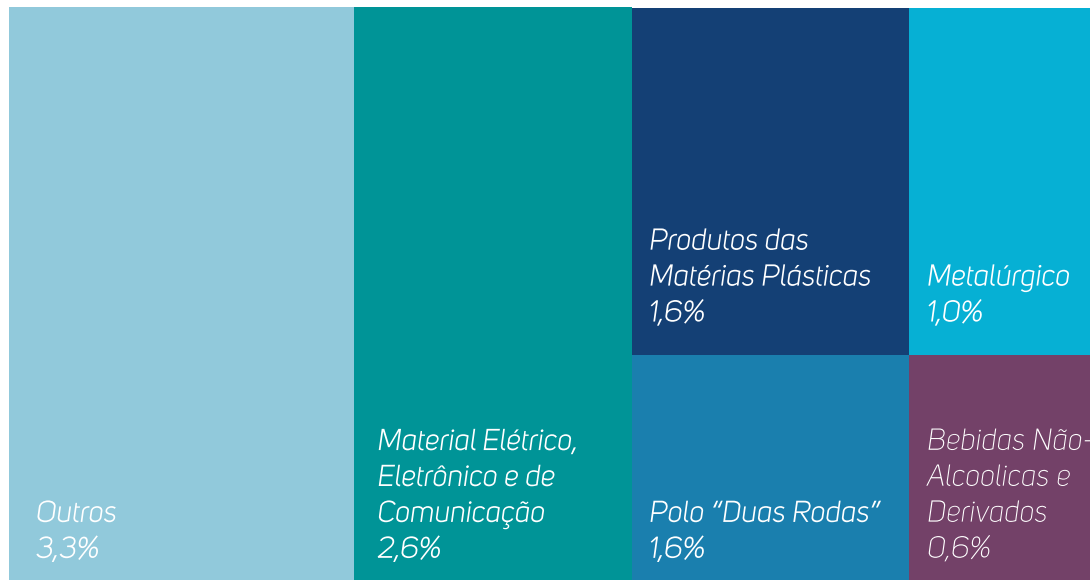 Outros
3,3%
Material Elétrico,
Eletrônico e de
Comunicação
2,6%
Produtos das
Matérias Plásticas
1,6%
Polo “Duas Rodas”
1,6%
Metalúrgico
1,0%
Bebidas Não-
Alcoolicas e
Derivados
0,6%